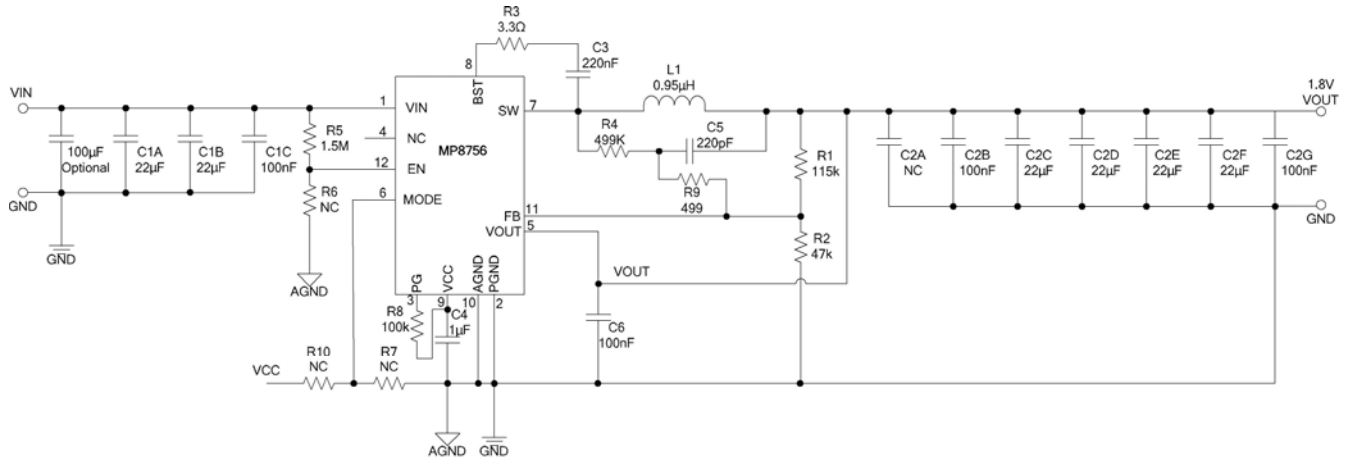 R3
3.3Ω
C3
220nF
8
BST
VIN
1
VIN
SW
7
L1
0.95µH
1.8V
VOUT
4
NC
MP8756
12
EN
6
MODE
FB
11
VOUT
5
100µF
Optional
C1A
22µF
C1B
22µF
C1C
100nF
R5
1.5M
R6
NC
R4
499K
C5
220pF
R9
499
R1
115k
R2
47k
C2A
NC
C2B
100nF
C2C
22µF
C2D
22µF
C2E
22µF
C2F
22µF
C2G
100nF
GND
GND
GND
AGND
PG
VCC
AGND
PGND
3
9
10
2
R8
100k
C4
1µF
VOUT
C6
100nF
VCC
R10
NC
R7
NC
AGND
GND